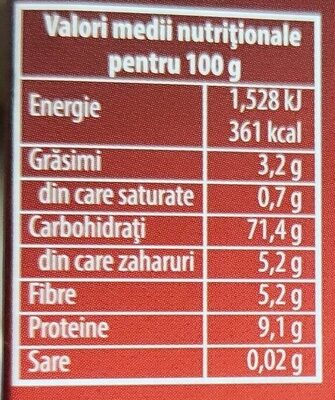 Valori medii nutriționale
pentru 100 g
Energie 1,528 kJ
361 kcal
Grăsimi 3,2 g
din care saturate 0,7 g
Carbohidrați 71,4 g
din care zaharuri 5,2 g
Fibre 5,2 g
Proteine 9,1 g
Sare 0,02 g